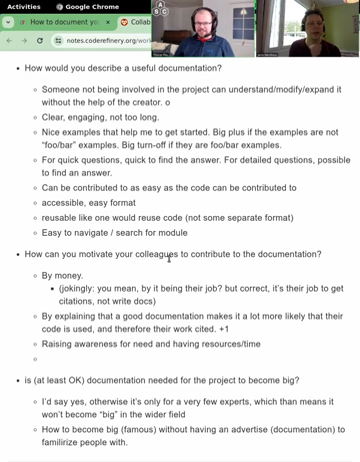 Activities Google Chrome
How to document yo
Collab
notes.coderefinery.org/wor
How would you describe a useful documentation?
Someone not being involved in the project can understand/modify/expand it
without the help of the creator. o
Clear, engaging, not too long.
Nice examples that help me to get started. Big plus if the examples are not
“foo/bar” examples. Big turn-off if they are foo/bar examples.
For quick questions, quick to find the answer. For detailed questions, possible
to find an answer.
Can be contributed to as easy as the code can be contributed to
accessible, easy format
reusable like one would reuse code (not some separate format)
Easy to navigate / search for module
How can you motivate your colleagues to contribute to the documentation?
By money.
(jokingly: you mean, by it being their job? but correct, it’s their job to get
citations, not write docs)
By explaining that a good documentation makes it a lot more likely that their
code is used, and therefore their work cited. +1
Raising awareness for need and having resources/time
is (at least OK) documentation needed for the project to become big?
I’d say yes, otherwise it’s only for a very few experts, which than means it
won’t become “big” in the wider field
How to become big (famous) without having an advertise (documentation) to
familirize people with.